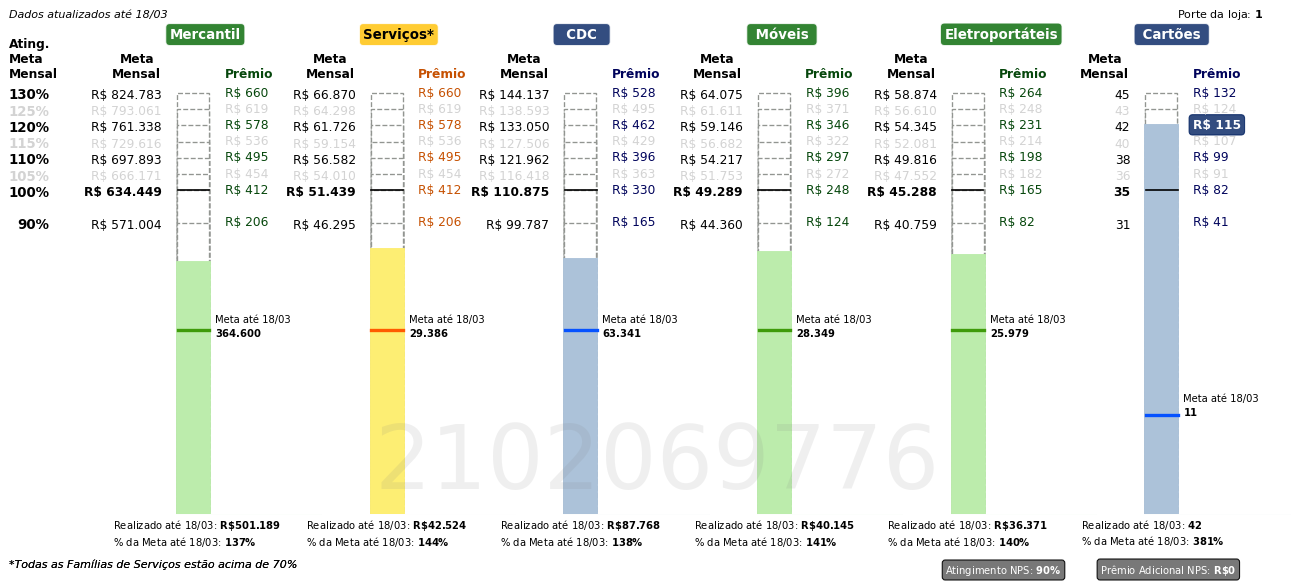 Dados atualizados até 18/03
Porte da loja: 1
Mercantil Serviços* CDC Móveis Eletroportáteis Cartões
Ating. Meta Mensal
Meta Mensal Prêmio Meta Mensal Prêmio Meta Mensal Prêmio Meta Mensal Prêmio Meta Mensal Prêmio Meta Mensal Prêmio
130% R$ 824.783 R$ 660 R$ 66.870 R$ 660 R$ 144.137 R$ 528 R$ 64.075 R$ 396 R$ 58.874 R$ 264 45 R$ 132
125% R$ 793.061 R$ 619 R$ 64.298 R$ 619 R$ 138.593 R$ 495 R$ 61.611 R$ 371 R$ 56.610 R$ 248 43 R$ 124
120% R$ 761.338 R$ 578 R$ 61.726 R$ 578 R$ 133.050 R$ 462 R$ 59.146 R$ 346 R$ 54.345 R$ 231 42 R$ 115
115% R$ 729.616 R$ 536 R$ 59.154 R$ 536 R$ 127.506 R$ 429 R$ 56.682 R$ 322 R$ 52.081 R$ 214 40 R$ 107
110% R$ 697.893 R$ 495 R$ 56.582 R$ 495 R$ 121.962 R$ 396 R$ 54.217 R$ 297 R$ 49.816 R$ 198 38 R$ 99
105% R$ 666.171 R$ 454 R$ 54.010 R$ 454 R$ 116.418 R$ 363 R$ 51.753 R$ 272 R$ 47.552 R$ 182 36 R$ 91
100% R$ 634.449 R$ 412 R$ 51.439 R$ 412 R$ 110.875 R$ 330 R$ 49.289 R$ 248 R$ 45.288 R$ 165 35 R$ 82
90% R$ 571.004 R$ 206 R$ 46.295 R$ 206 R$ 99.787 R$ 165 R$ 44.360 R$ 124 R$ 40.759 R$ 82 31 R$ 41
Meta até 18/03 Meta até 18/03 Meta até 18/03 Meta até 18/03 Meta até 18/03
364.600 29.386 63.341 28.349 25.979
Meta até 18/03
11
2102069776
Realizado até 18/03: R$501.189 Realizado até 18/03: R$42.524 Realizado até 18/03: R$87.768 Realizado até 18/03: R$40.145 Realizado até 18/03: R$36.371 Realizado até 18/03: 42
% da Meta até 18/03: 137% % da Meta até 18/03: 144% % da Meta até 18/03: 138% % da Meta até 18/03: 141% % da Meta até 18/03: 140% % da Meta até 18/03: 381%
*Todas as Famílias de Serviços estão acima de 70%
Atingimento NPS: 90% Prêmio Adicional NPS: R$0